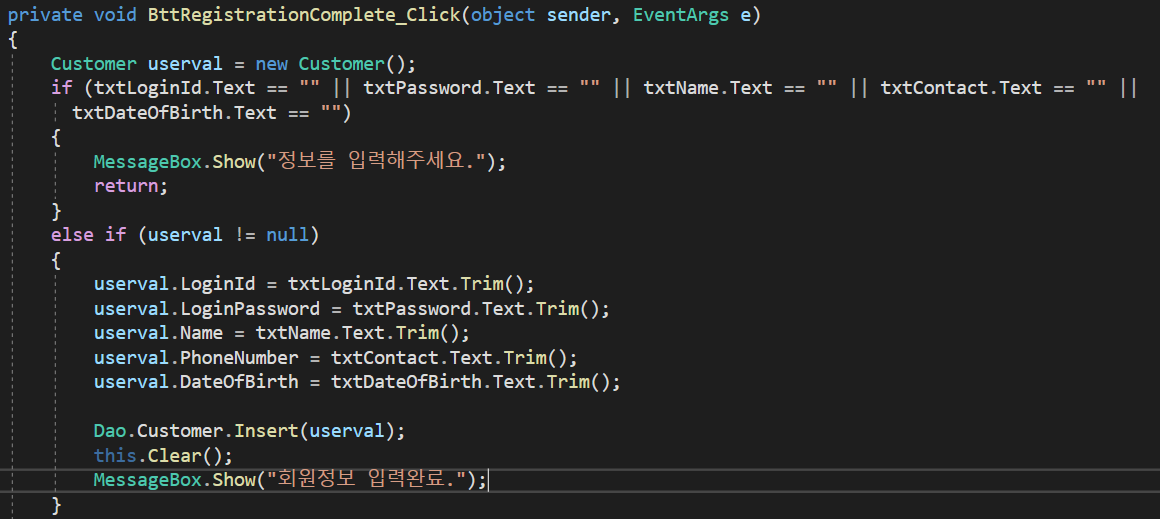 private void BttRegistrationComplete_Click(object sender, EventArgs e)
{
Customer userval = new Customer();
if (txtLoginId.Text == "" || txtPassword.Text == "" || txtName.Text == "" || txtContact.Text == "" ||
txtDateOfBirth.Text == "")
{
MessageBox.Show("정보를 입력해주세요.");
return;
}
else if (userval != null)
{
userval.LoginId = txtLoginId.Text.Trim();
userval.LoginPassword = txtPassword.Text.Trim();
userval.Name = txtName.Text.Trim();
userval.PhoneNumber = txtContact.Text.Trim();
userval.DateOfBirth = txtDateOfBirth.Text.Trim();
Dao.Customer.Insert(userval);
this.Clear();
MessageBox.Show("회원정보 입력완료.");
}